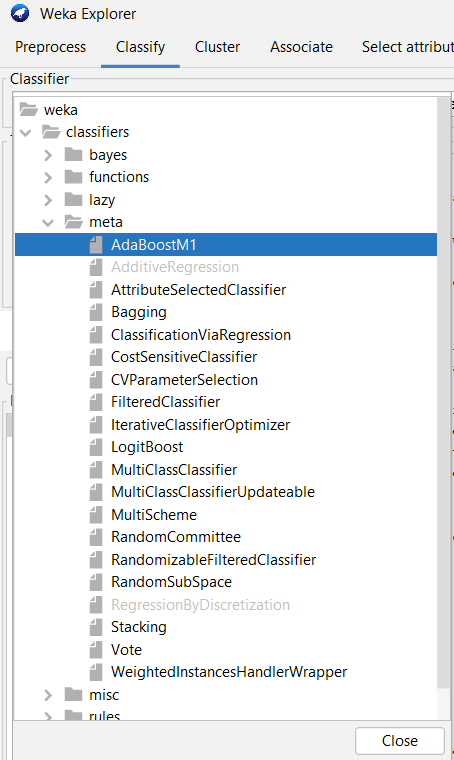 Weka Explorer
Preprocess Classify Cluster Associate Select attribut
Classifier
weka
classifiers
bayes
functions
lazy
meta
AdaBoostM1
AdditiveRegression
AttributeSelectedClassifier
Bagging
ClassificationViaRegression
CostSensitiveClassifier
CVParameterSelection
FilteredClassifier
IterativeClassifierOptimizer
LogitBoost
MultiClassClassifier
MultiClassClassifierUpdateable
MultiScheme
RandomCommittee
RandomizableFilteredClassifier
RandomSubSpace
RegressionByDiscretization
Stacking
Vote
WeightedInstancesHandlerWrapper
misc
rules
Close